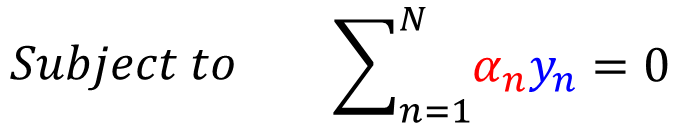 Subject to ∑_{n=1}^{N} α_n y_n = 0